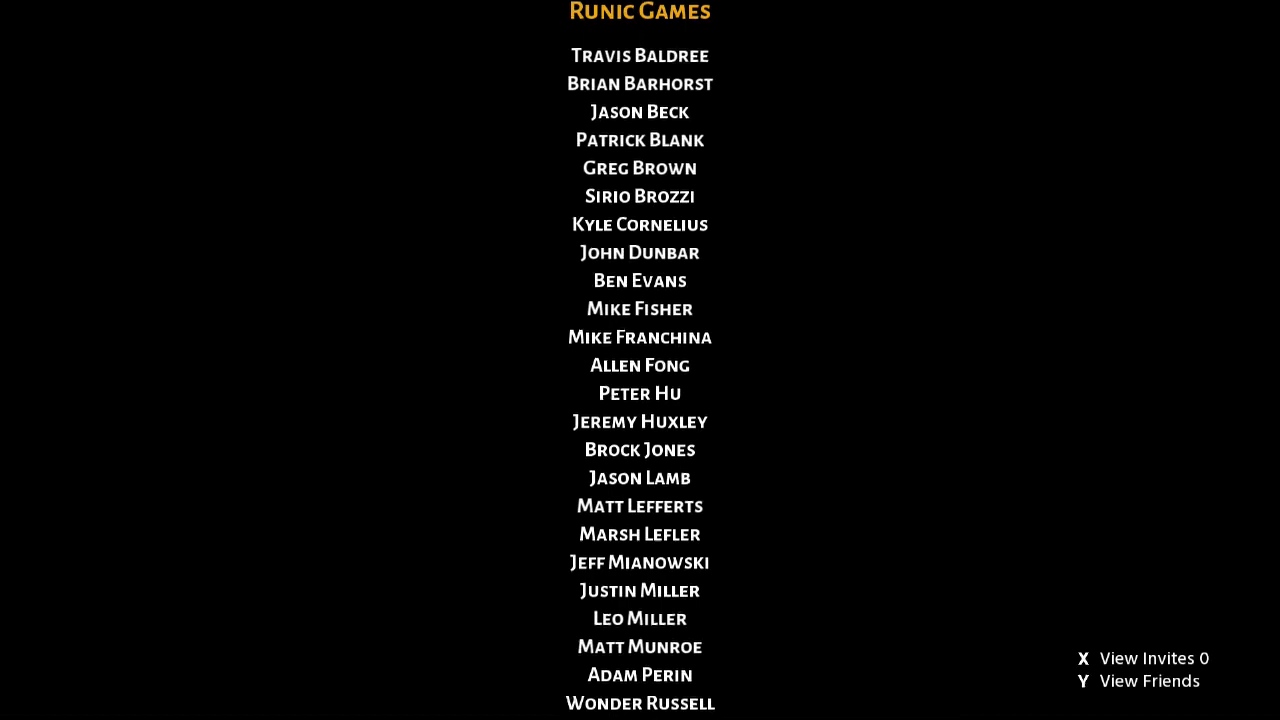 Runic Games
Travis Baldree
Brian Barhorst
Jason Beck
Patrick Blank
Greg Brown
Sirio Brozzi
Kyle Cornelius
John Dunbar
Ben Evans
Mike Fisher
Mike Franchina
Allen Fong
Peter Hu
Jeremy Huxley
Brock Jones
Jason Lamb
Matt Lefferts
Marsh Lefler
Jeff Mianowski
Justin Miller
Leo Miller
Matt Munroe
Adam Perin
Wonder Russell
X View Invites 0
Y View Friends